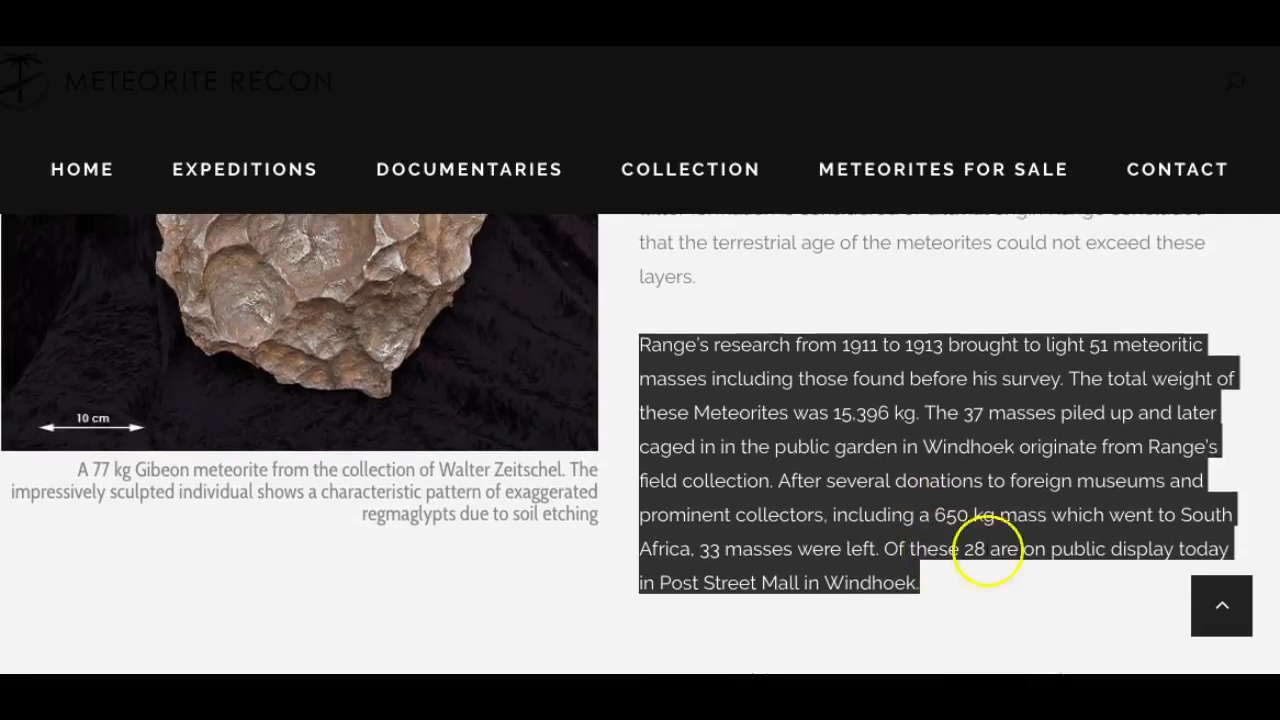 METEORITE RECON
HOME EXPEDITIONS DOCUMENTARIES COLLECTION METEORITES FOR SALE CONTACT
10 cm
A 77 kg Gibeon meteorite from the collection of Walter Zeitschel. The
impressively sculpted individual shows a characteristic pattern of exaggerated
regmaglypts due to soil etching
that the terrestrial age of the meteorites could not exceed these
layers.
Range's research from 1911 to 1913 brought to light 51 meteoritic
masses including those found before his survey. The total weight of
these Meteorites was 15,396 kg. The 37 masses piled up and later
caged in in the public garden in Windhoek originate from Range's
field collection. After several donations to foreign museums and
prominent collectors, including a 650 kg mass which went to South
Africa, 33 masses were left. Of these 28 are on public display today
in Post Street Mall in Windhoek.